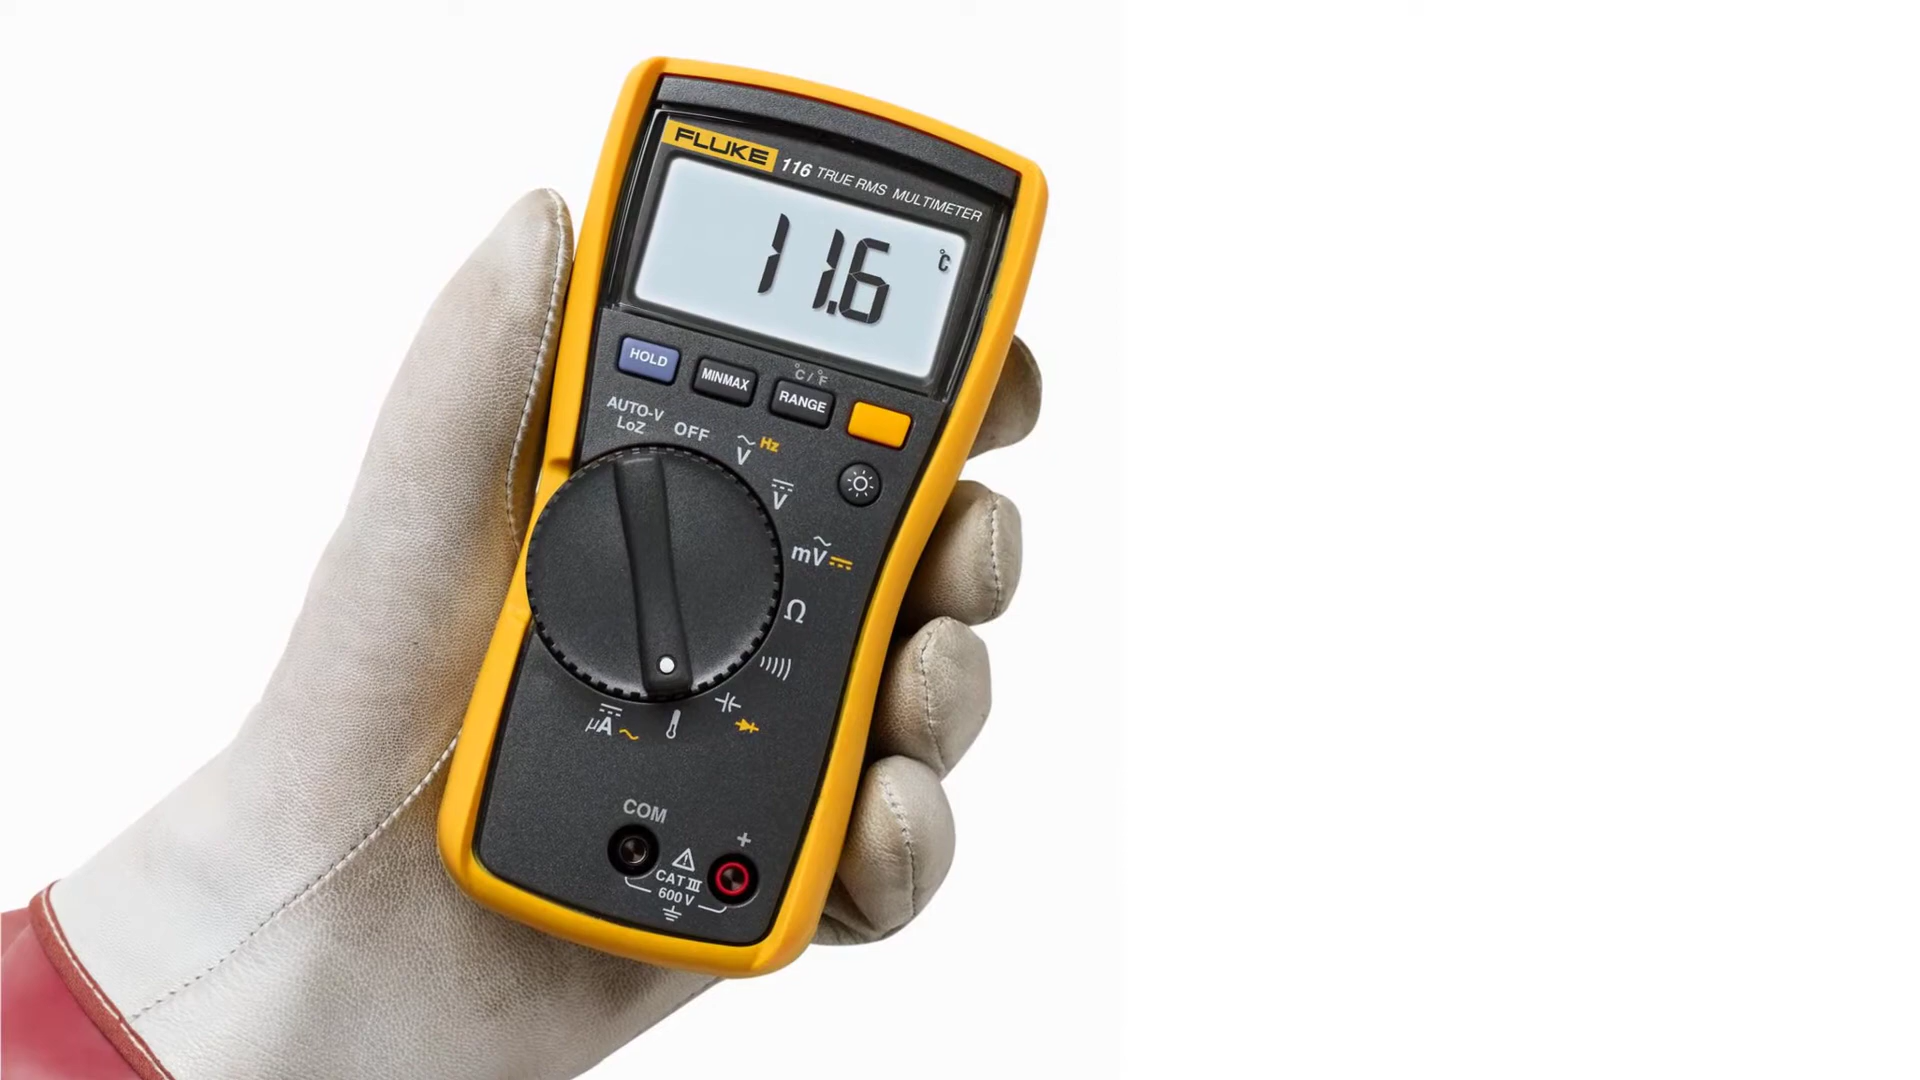 FLUKE 116 TRUE RMS MULTIMETER
11.6 °C
HOLD
MINMAX
°C/°F
RANGE
AUTO-V
LoZ
OFF
V Hz
V
mV
Ω
µA
COM
+
CAT III
600 V